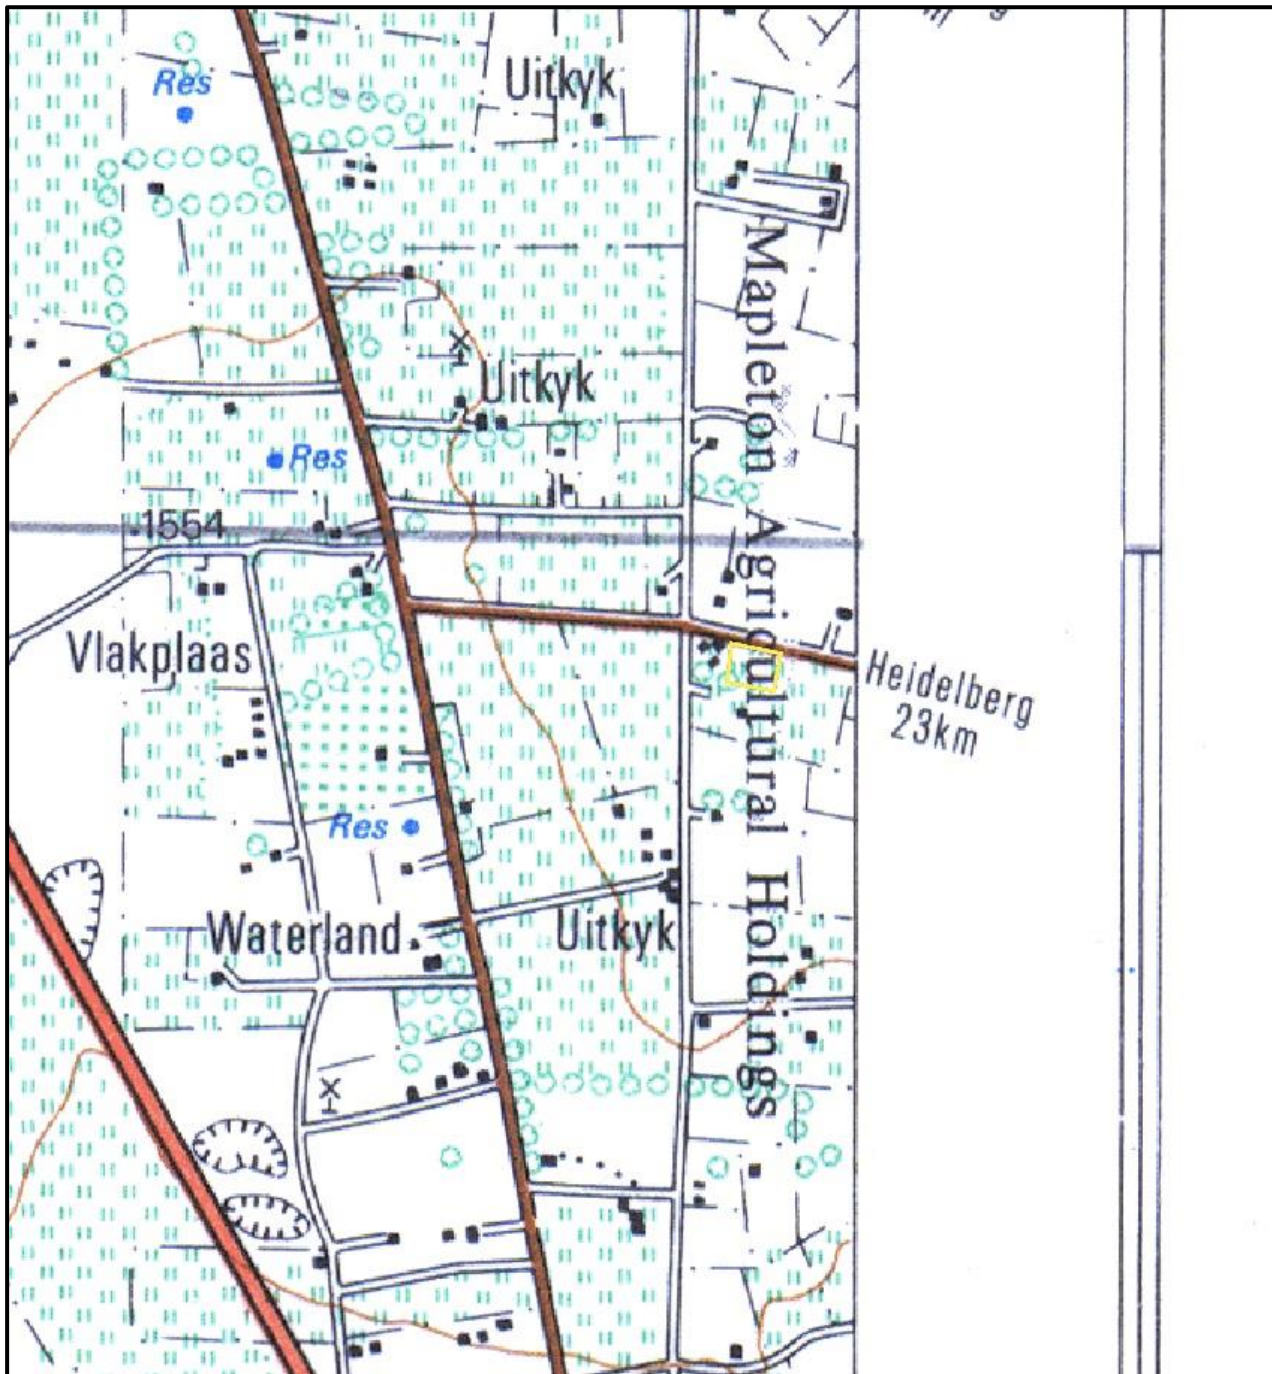 Uitkyk
Res
Mapleton Agricultural Holdings
Uitkyk
Res
.1554
Vlakplaas
Heidelberg
23km
Res
Waterland
Uitkyk